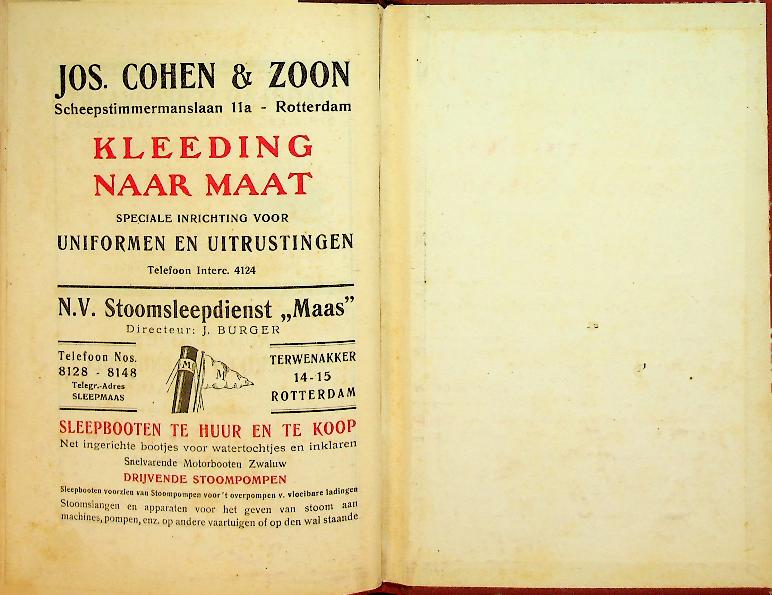 JOS. COHEN & ZOON
Scheepstimmermanslaan 11a - Rotterdam
KLEEDING
NAAR MAAT
SPECIALE INRICHTING VOOR
UNIFORMEN EN UITRUSTINGEN
Telefoon Interc. 4124
N.V. Stoomsleepdienst „Maas”
Directeur: J. BURGER
Telefoon Nos.
8128 - 8148
Telegr.-Adres
SLEEPMAAS
M
M
TERWENAKKER
14-15
ROTTERDAM
SLEEPBOOTEN TE HUUR EN TE KOOP
Net ingerichte bootjes voor watertochtjes en inklaren
Snelvarende Motorbooten Zwaluw
DRIJVENDE STOOMPOMPEN
Sleepbooten voorzien van Stoompompen voor 't overpompen v. vloeibare ladingen
Stoomslangen en apparaten voor het geven van stoom aan
machines, pompen, enz. op andere vaartuigen of op den wal staande